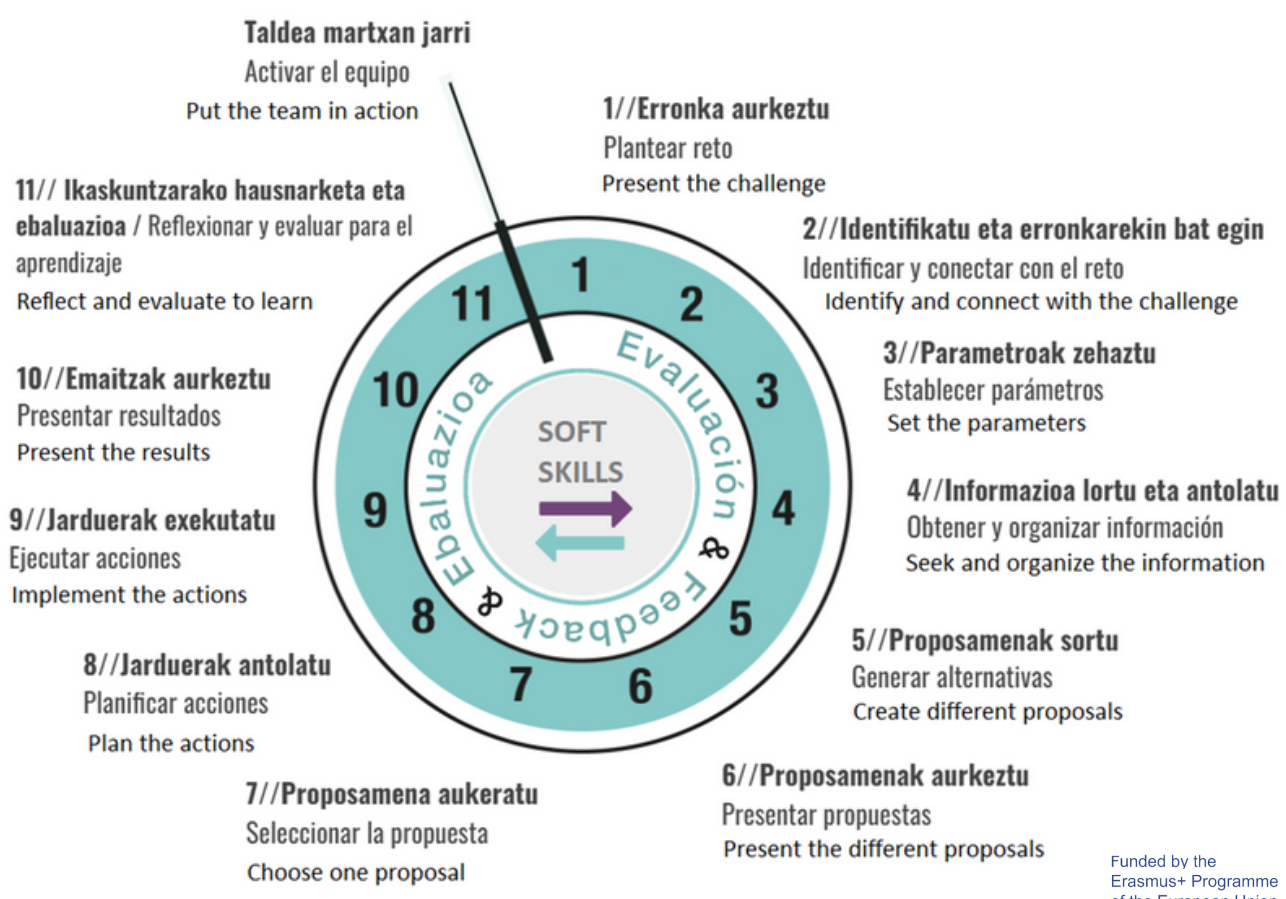 Taldea martxan jarri
Activar el equipo
Put the team in action
1//Erronka aurkeztu
Plantear reto
Present the challenge
2//Identifikatu eta erronkarekin bat egin
Identificar y conectar con el reto
Identify and connect with the challenge
3//Parametroak zehaztu
Establecer parámetros
Set the parameters
4//Informazioa lortu eta antolatu
Obtener y organizar información
Seek and organize the information
5//Proposamenak sortu
Generar alternativas
Create different proposals
6//Proposamenak aurkeztu
Presentar propuestas
Present the different proposals
7//Proposamena aukeratu
Seleccionar la propuesta
Choose one proposal
8//Jarduerak antolatu
Planificar acciones
Plan the actions
9//Jarduerak exekutatu
Ejecutar acciones
Implement the actions
10//Emaitzak aurkeztu
Presentar resultados
Present the results
11// Ikaskuntzarako hausnarketa eta
ebaluazioa / Reflexionar y evaluar para el
aprendizaje
Reflect and evaluate to learn
1
2
3
4
5
6
7
8
9
10
11
Evaluación & Feedback & Ebaluazioa
SOFT
SKILLS
Funded by the
Erasmus+ Programme
of the European Union